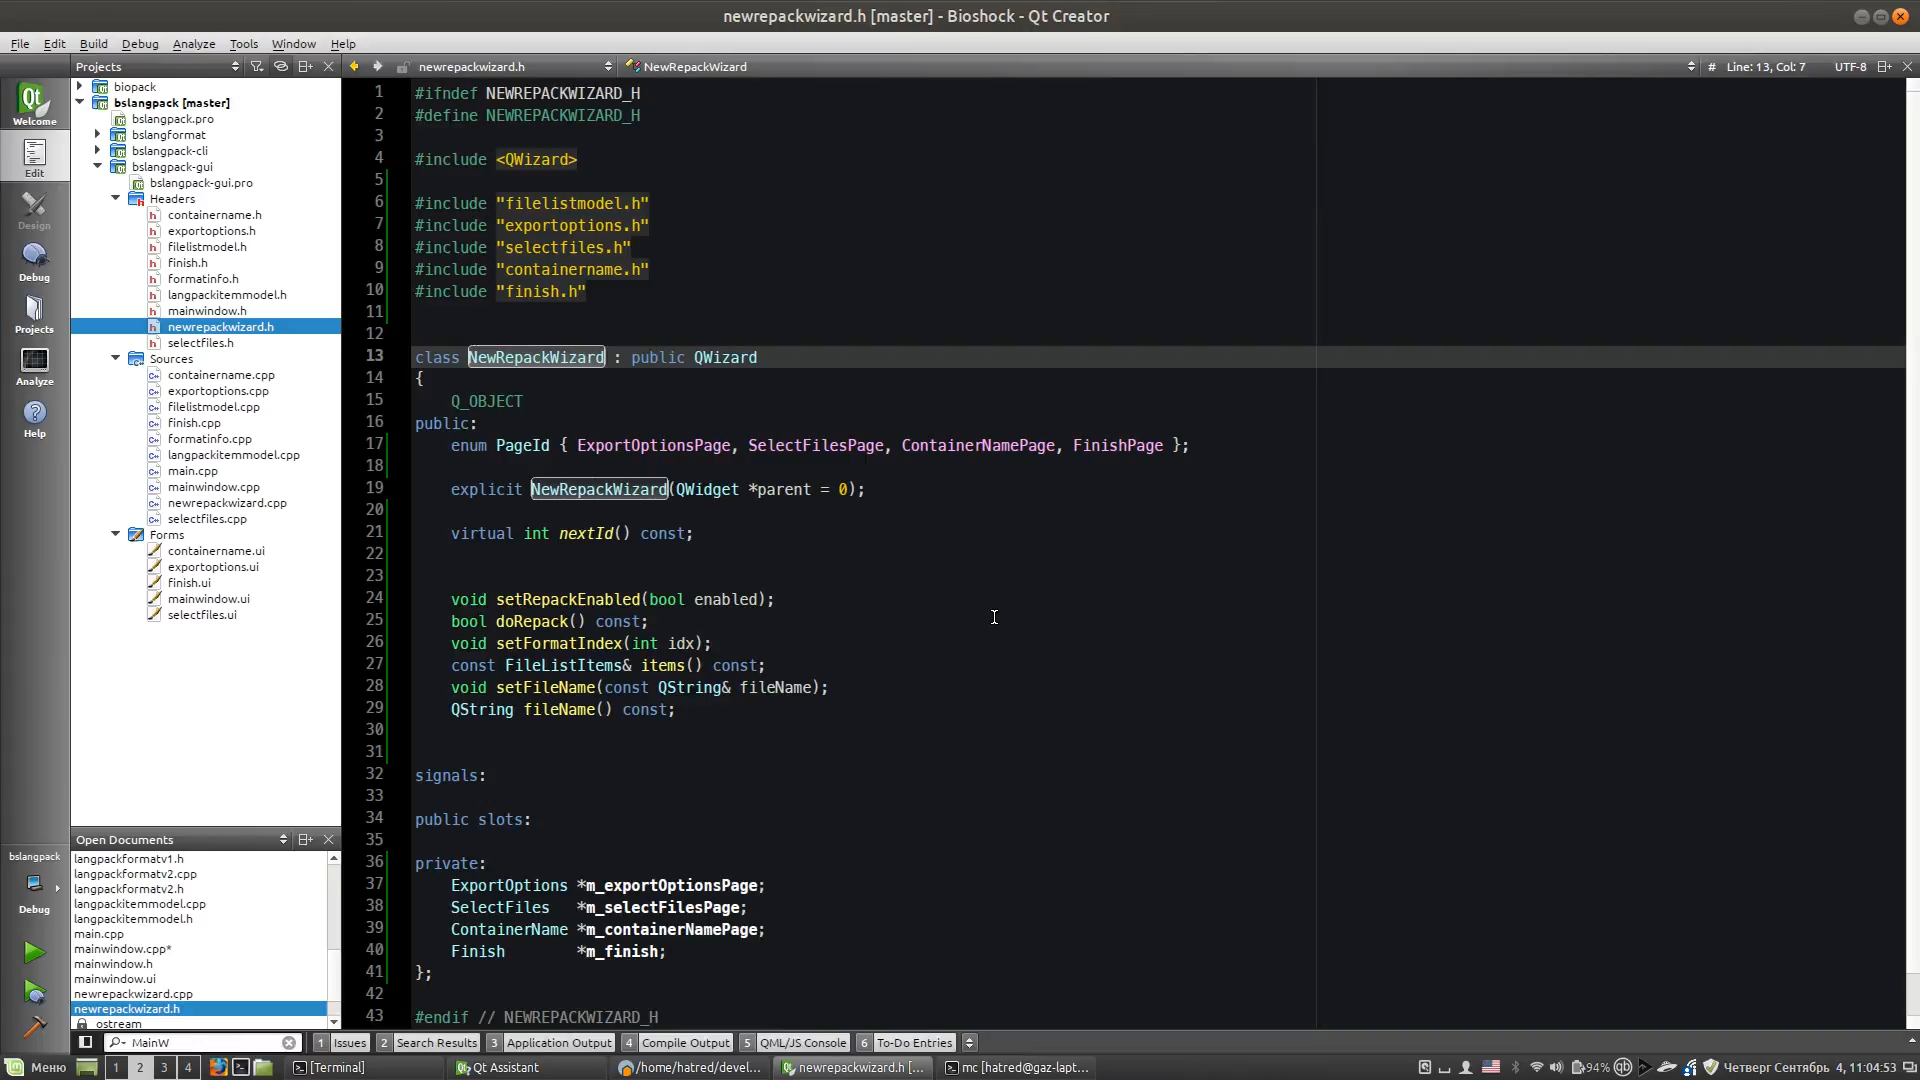 newrepackwizard.h [master] - Bioshock - Qt Creator
File Edit Build Debug Analyze Tools Window Help
Projects
newrepackwizard.h
NewRepackWizard
# Line: 13, Col: 7
UTF-8
Qt
Welcome
Edit
Design
Debug
Projects
Analyze
Help
bslangpack
Debug
biopack
bslangpack [master]
bslangpack.pro
bslangformat
bslangpack-cli
bslangpack-gui
bslangpack-gui.pro
Headers
containername.h
exportoptions.h
filelistmodel.h
finish.h
formatinfo.h
langpackitemmodel.h
mainwindow.h
newrepackwizard.h
selectfiles.h
Sources
containername.cpp
exportoptions.cpp
filelistmodel.cpp
finish.cpp
formatinfo.cpp
langpackitemmodel.cpp
main.cpp
mainwindow.cpp
newrepackwizard.cpp
selectfiles.cpp
Forms
containername.ui
exportoptions.ui
finish.ui
mainwindow.ui
selectfiles.ui
Open Documents
langpackformatv1.h
langpackformatv2.cpp
langpackformatv2.h
langpackitemmodel.cpp
langpackitemmodel.h
main.cpp
mainwindow.cpp*
mainwindow.h
mainwindow.ui
newrepackwizard.cpp
newrepackwizard.h
ostream
1 #ifndef NEWREPACKWIZARD_H
2 #define NEWREPACKWIZARD_H
3
4 #include <QWizard>
5
6 #include "filelistmodel.h"
7 #include "exportoptions.h"
8 #include "selectfiles.h"
9 #include "containername.h"
10 #include "finish.h"
11
12
13 class NewRepackWizard : public QWizard
14 {
15 Q_OBJECT
16 public:
17 enum PageId { ExportOptionsPage, SelectFilesPage, ContainerNamePage, FinishPage };
18
19 explicit NewRepackWizard(QWidget *parent = 0);
20
21 virtual int nextId() const;
22
23
24 void setRepackEnabled(bool enabled);
25 bool doRepack() const;
26 void setFormatIndex(int idx);
27 const FileListItems& items() const;
28 void setFileName(const QString& fileName);
29 QString fileName() const;
30
31
32 signals:
33
34 public slots:
35
36 private:
37 ExportOptions *m_exportOptionsPage;
38 SelectFiles *m_selectFilesPage;
39 ContainerName *m_containerNamePage;
40 Finish *m_finish;
41 };
42
43 #endif // NEWREPACKWIZARD_H
MainW
1 Issues 2 Search Results 3 Application Output 4 Compile Output 5 QML/JS Console 6 To-Do Entries
Меню 1 2 3 4 [Terminal] Qt Assistant /home/hatred/devel... newrepackwizard.h [... mc [hatred@gaz-lapt... 94% qb Четверг Сентябрь 4, 11:04:53